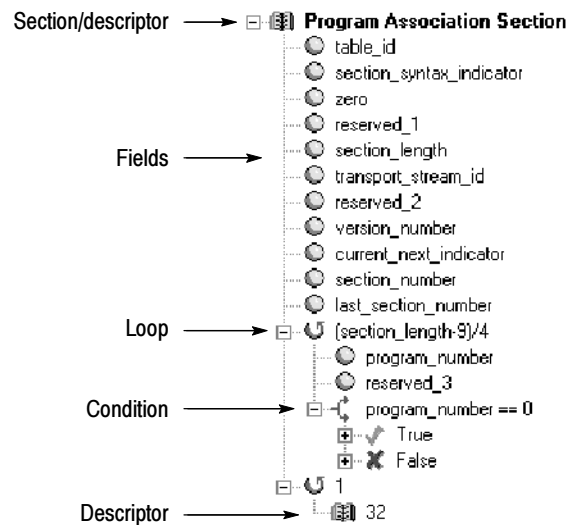 Section/descriptor Program Association Section
table_id
section_syntax_indicator
zero
reserved_1
section_length
Fields
transport_stream_id
reserved_2
version_number
current_next_indicator
section_number
last_section_number
Loop (section_length-9)/4
program_number
reserved_3
Condition program_number == 0
True
False
1
Descriptor 32